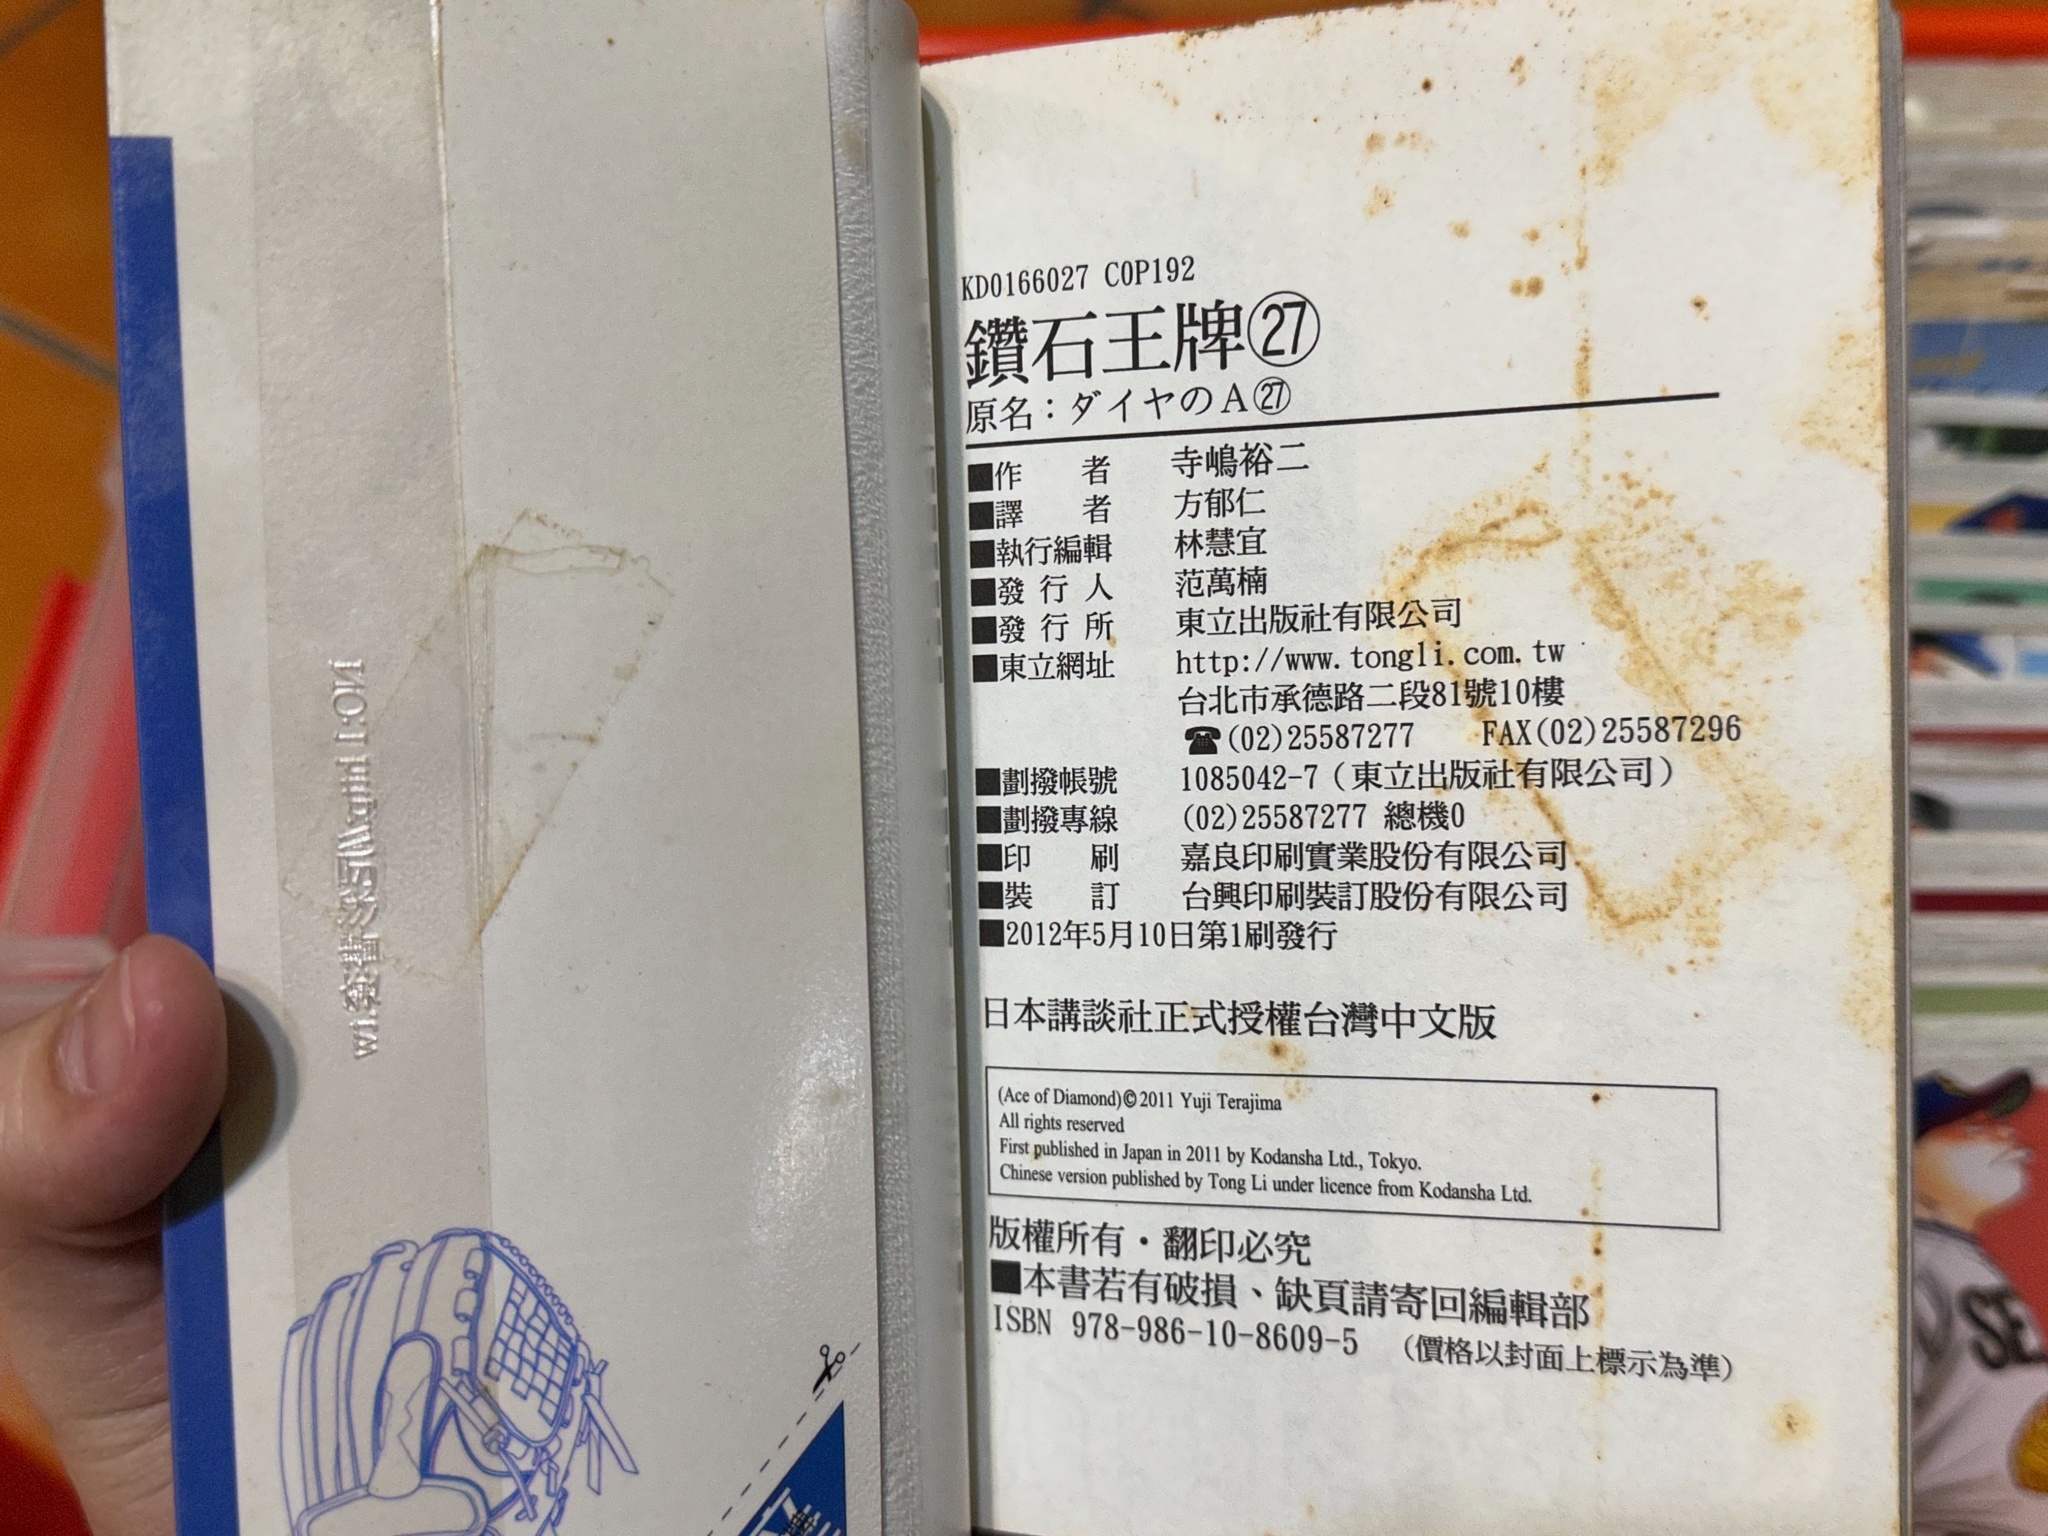 KD0166027 C0P192
鑽石王牌㉗
原名：ダイヤのA㉗
■作者 寺嶋裕二
■譯者 方郁仁
■執行編輯 林慧宜
■發行人 范萬楠
■發行所 東立出版社有限公司
■東立網址 http://www.tongli.com.tw
台北市承德路二段81號10樓
☎(02)25587277 FAX(02)25587296
■劃撥帳號 1085042-7（東立出版社有限公司）
■劃撥專線 (02)25587277 總機0
■印刷 嘉良印刷實業股份有限公司
■裝訂 台興印刷裝訂股份有限公司
■2012年5月10日第1刷發行
日本講談社正式授權台灣中文版
(Ace of Diamond)©2011 Yuji Terajima
All rights reserved
First published in Japan in 2011 by Kodansha Ltd., Tokyo.
Chinese version published by Tong Li under licence from Kodansha Ltd.
版權所有・翻印必究
■本書若有破損、缺頁請寄回編輯部
ISBN 978-986-10-8609-5 （價格以封面上標示為準）